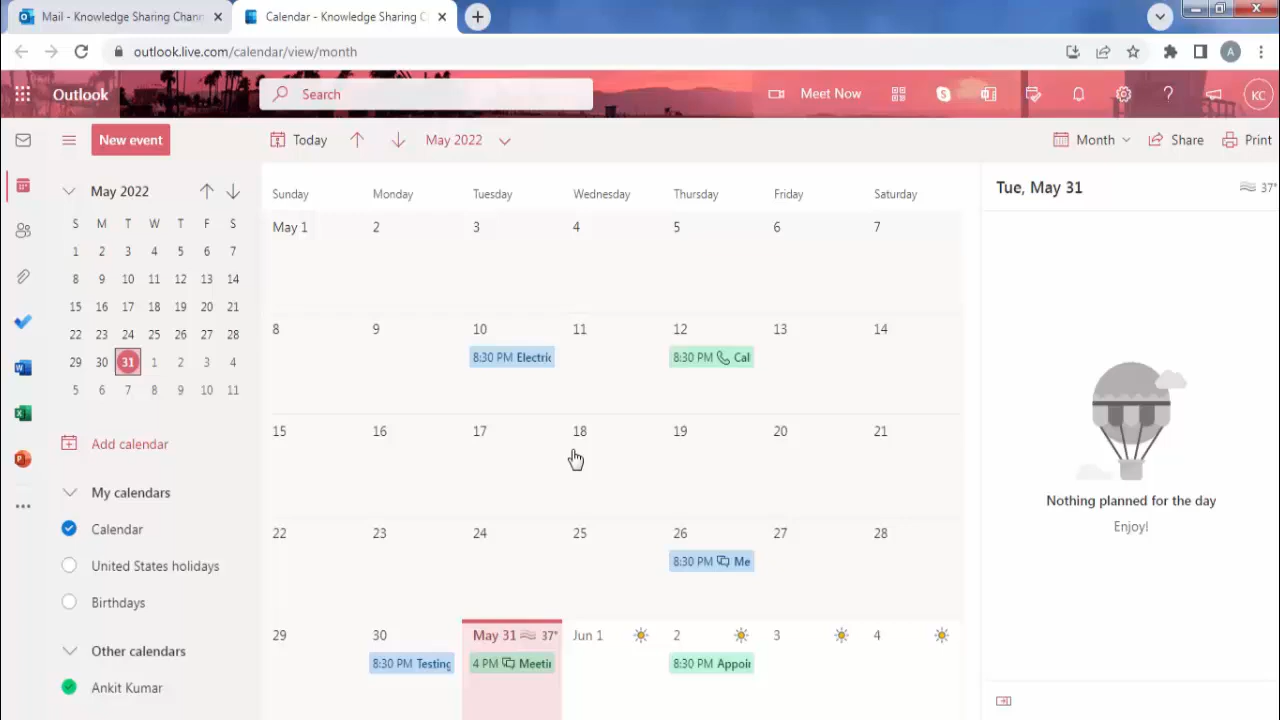 Mail - Knowledge Sharing Chann
Calendar - Knowledge Sharing C
outlook.live.com/calendar/view/month
A
Outlook
Search
Meet Now
KC
New event
Today
May 2022
Month
Share
Print
May 2022
S M T W T F S
1 2 3 4 5 6 7
8 9 10 11 12 13 14
15 16 17 18 19 20 21
22 23 24 25 26 27 28
29 30 31 1 2 3 4
5 6 7 8 9 10 11
Add calendar
My calendars
Calendar
United States holidays
Birthdays
Other calendars
Ankit Kumar
Sunday Monday Tuesday Wednesday Thursday Friday Saturday
May 1 2 3 4 5 6 7
8 9 10 11 12 13 14
8:30 PM Electric
8:30 PM Cal
15 16 17 18 19 20 21
22 23 24 25 26 27 28
8:30 PM Me
29 30 May 31 37° Jun 1 2 3 4
8:30 PM Testing
4 PM Meetin
8:30 PM Appoin
Tue, May 31
37°
Nothing planned for the day
Enjoy!